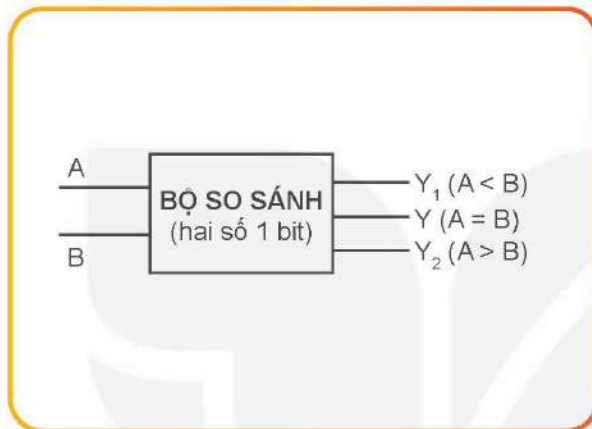 A
B
BỘ SO SÁNH
(hai số 1 bit)
Y₁ (A < B)
Y (A = B)
Y₂ (A > B)